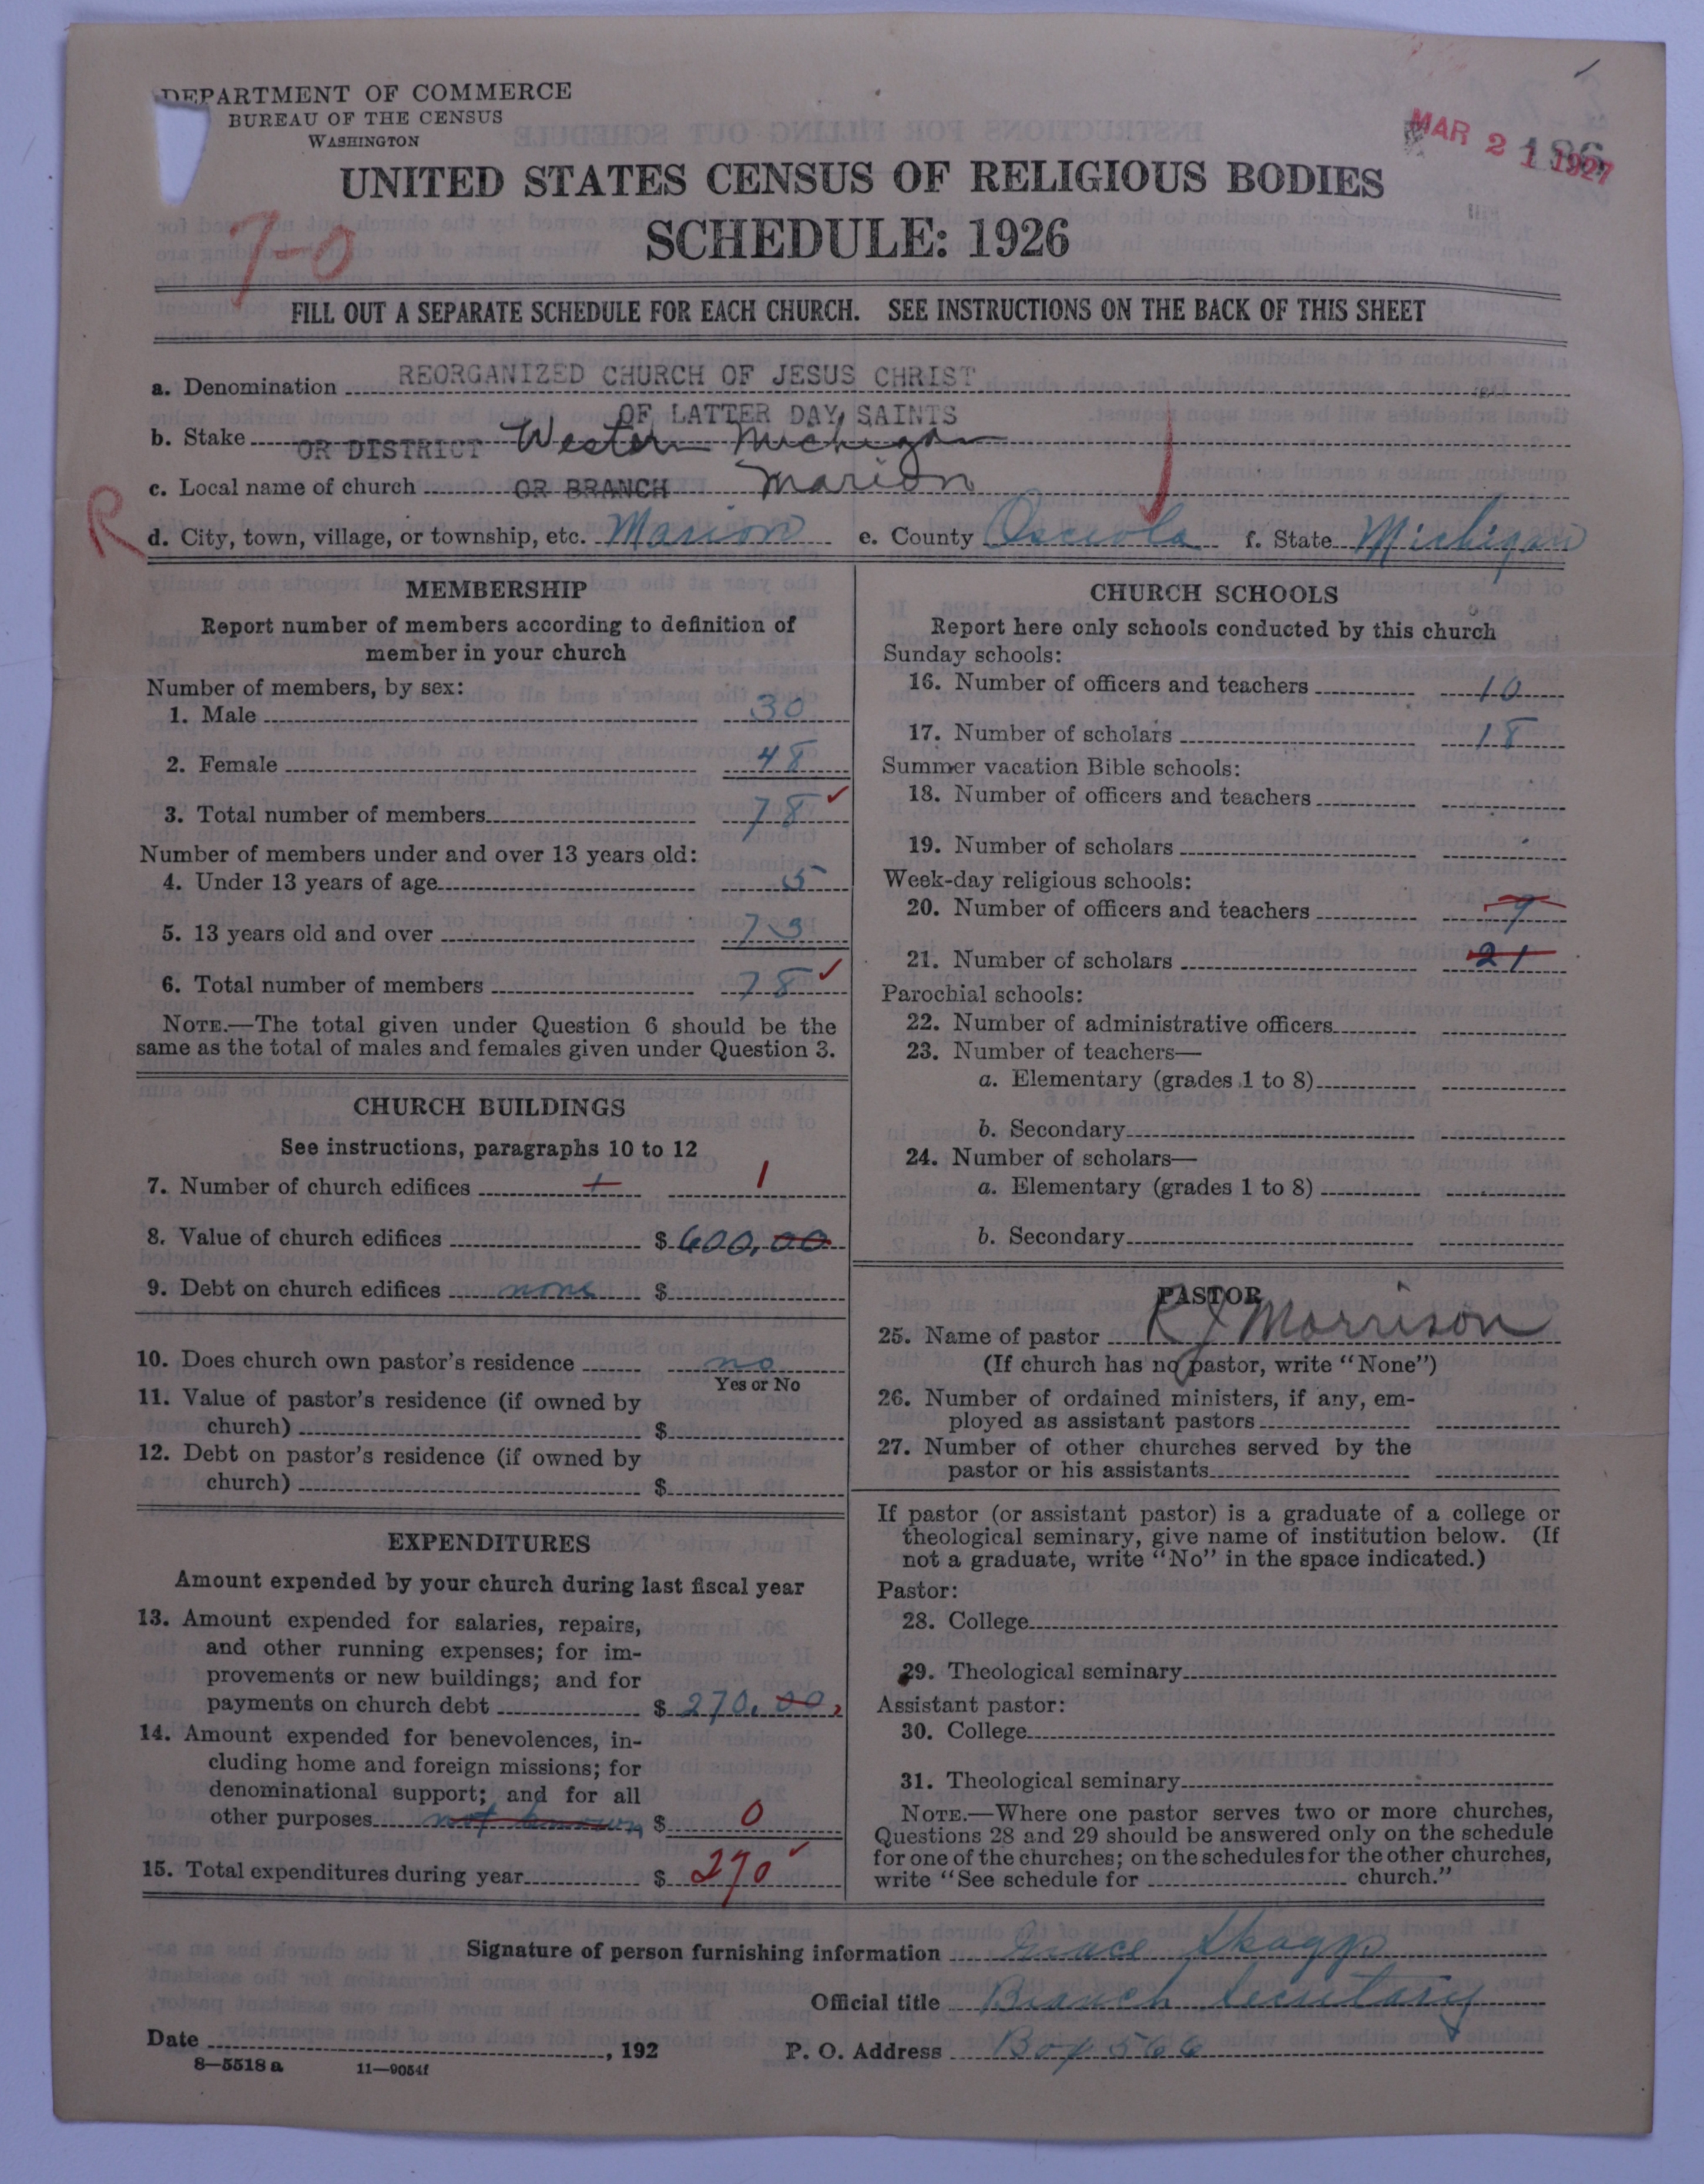 DEPARTMENT OF COMMERCE
BUREAU OF THE CENSUS
WASHINGTON
MAR 21 1927
UNITED STATES CENSUS OF RELIGIOUS BODIES
SCHEDULE: 1926
7-0
FILL OUT A SEPARATE SCHEDULE FOR EACH CHURCH. SEE INSTRUCTIONS ON THE BACK OF THIS SHEET
a. Denomination REORGANIZED CHURCH OF JESUS CHRIST
OF LATTER DAY SAINTS
b. Stake OR DISTRICT Western Michigan
c. Local name of church OR BRANCH Marion
R
d. City, town, village, or township, etc. Marion e. County Osceola f. State Michigan
MEMBERSHIP
Report number of members according to definition of
member in your church
Number of members, by sex:
1. Male 30
2. Female 48
3. Total number of members 78
Number of members under and over 13 years old:
4. Under 13 years of age 5
5. 13 years old and over 73
6. Total number of members 78
NOTE.—The total given under Question 6 should be the
same as the total of males and females given under Question 3.
CHURCH BUILDINGS
See instructions, paragraphs 10 to 12
7. Number of church edifices 1 1
8. Value of church edifices $ 600,00
9. Debt on church edifices none $
10. Does church own pastor's residence no
Yes or No
11. Value of pastor's residence (if owned by
church) $
12. Debt on pastor's residence (if owned by
church) $
EXPENDITURES
Amount expended by your church during last fiscal year
13. Amount expended for salaries, repairs,
and other running expenses; for im-
provements or new buildings; and for
payments on church debt $ 270.00
14. Amount expended for benevolences, in-
cluding home and foreign missions; for
denominational support; and for all
other purposes not known $ 0
15. Total expenditures during year $ 270
CHURCH SCHOOLS
Report here only schools conducted by this church
Sunday schools:
16. Number of officers and teachers 10
17. Number of scholars 18
Summer vacation Bible schools:
18. Number of officers and teachers
19. Number of scholars
Week-day religious schools:
20. Number of officers and teachers 9
21. Number of scholars 21
Parochial schools:
22. Number of administrative officers
23. Number of teachers—
a. Elementary (grades 1 to 8)
b. Secondary
24. Number of scholars—
a. Elementary (grades 1 to 8)
b. Secondary
PASTOR
25. Name of pastor R J Morrison
(If church has no pastor, write "None")
26. Number of ordained ministers, if any, em-
ployed as assistant pastors
27. Number of other churches served by the
pastor or his assistants
If pastor (or assistant pastor) is a graduate of a college or
theological seminary, give name of institution below. (If
not a graduate, write "No" in the space indicated.)
Pastor:
28. College
29. Theological seminary
Assistant pastor:
30. College
31. Theological seminary
NOTE.—Where one pastor serves two or more churches,
Questions 28 and 29 should be answered only on the schedule
for one of the churches; on the schedules for the other churches,
write "See schedule for church."
Signature of person furnishing information Grace Skaggs
Official title Branch Secretary
Date , 192 P. O. Address Box 566
8—5518 a 11—9054f